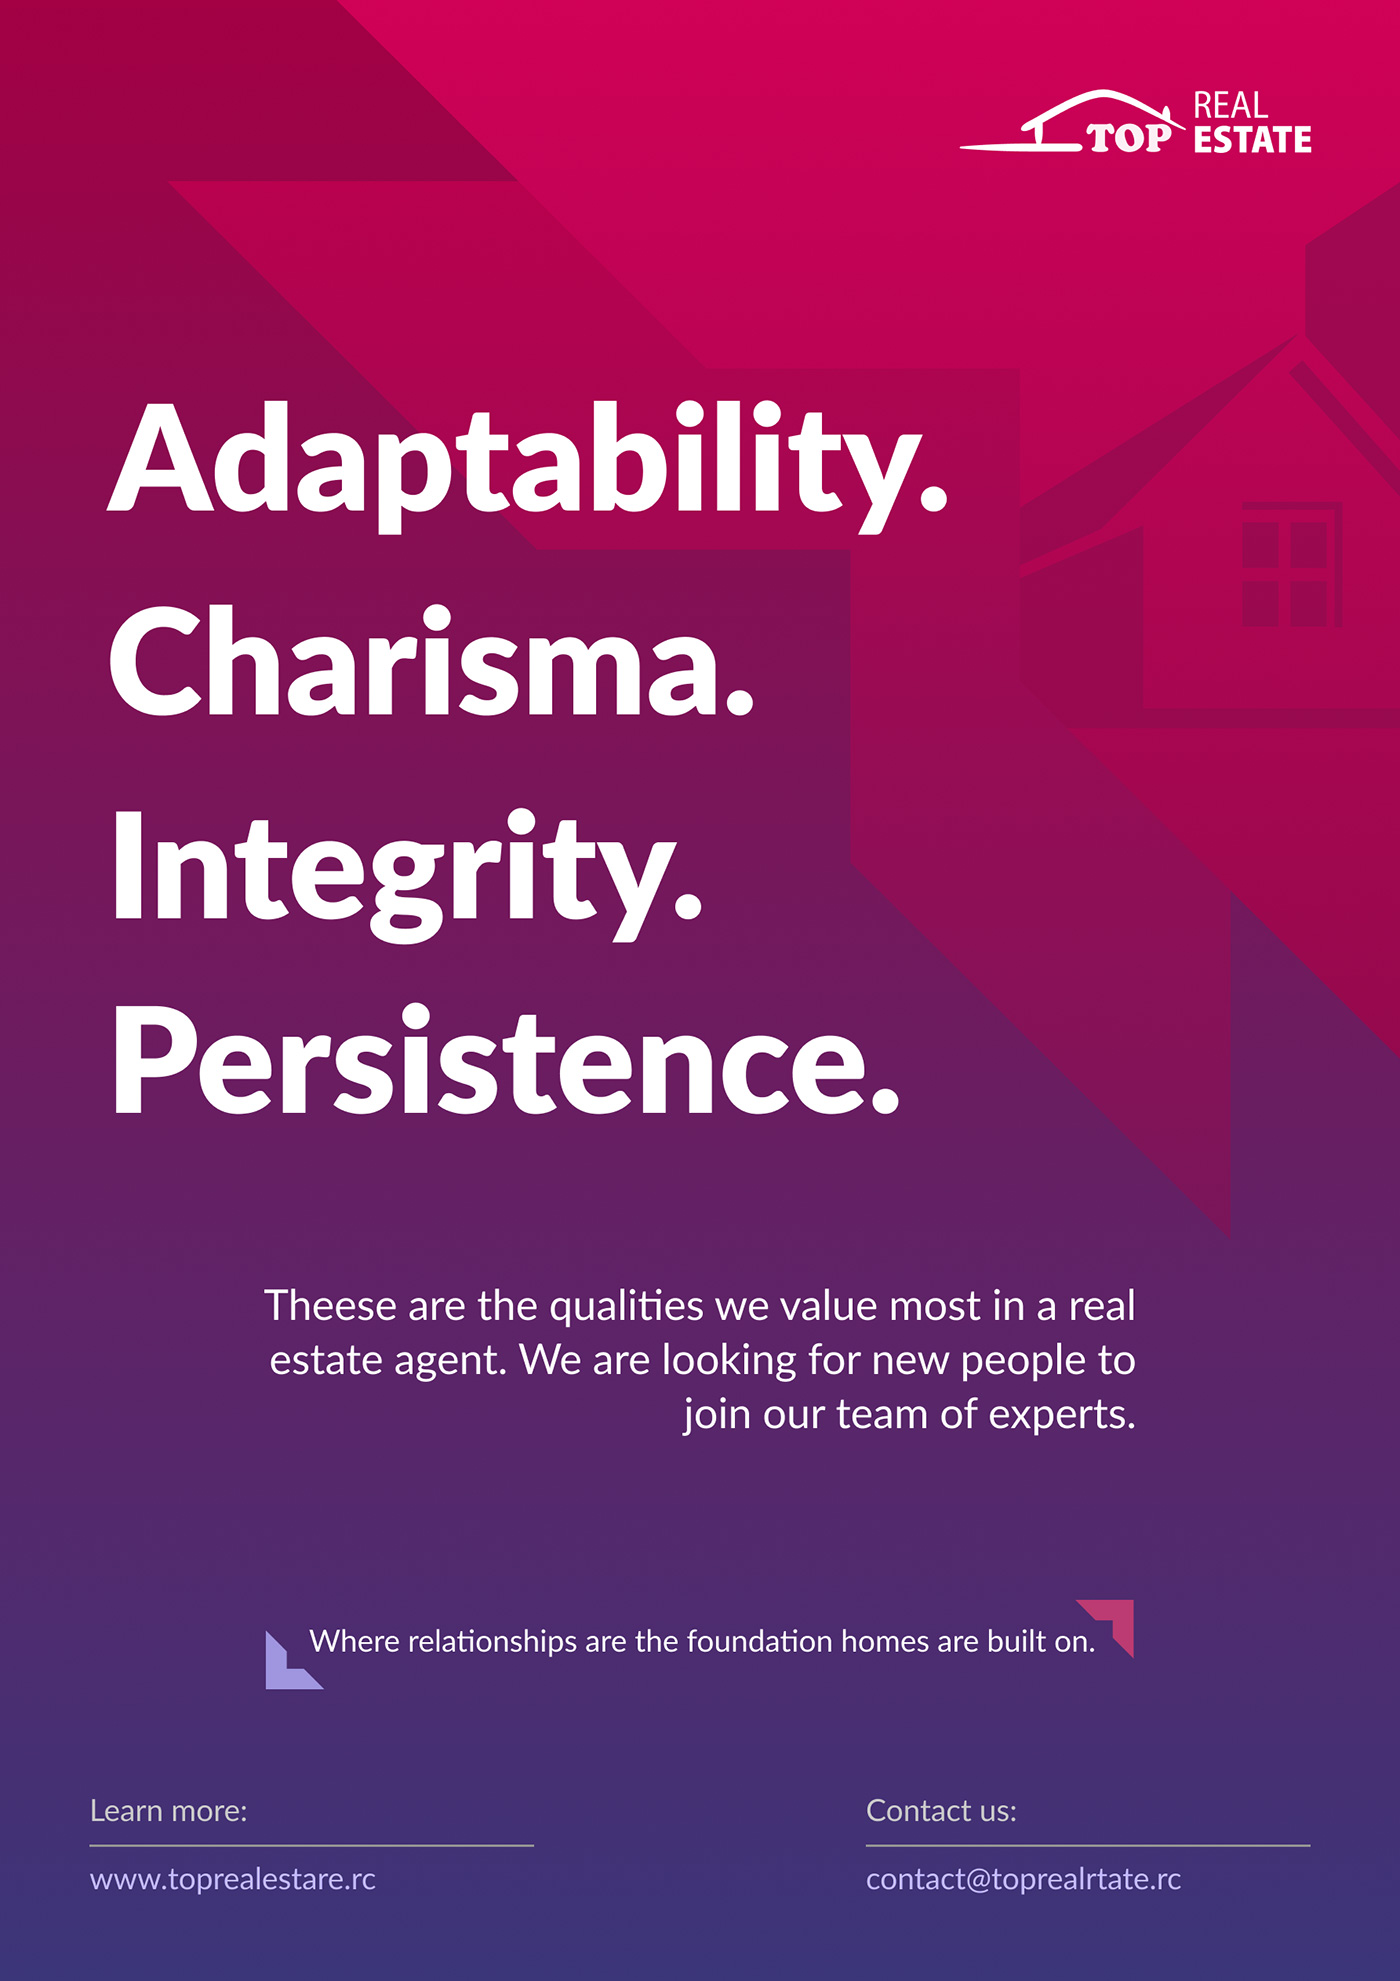 TOP REAL
ESTATE
Adaptability.
Charisma.
Integrity.
Persistence.
Theese are the qualities we value most in a real
estate agent. We are looking for new people to
join our team of experts.
Where relationships are the foundation homes are built on.
Learn more:
www.toprealestare.rc
Contact us:
contact@toprealrtate.rc